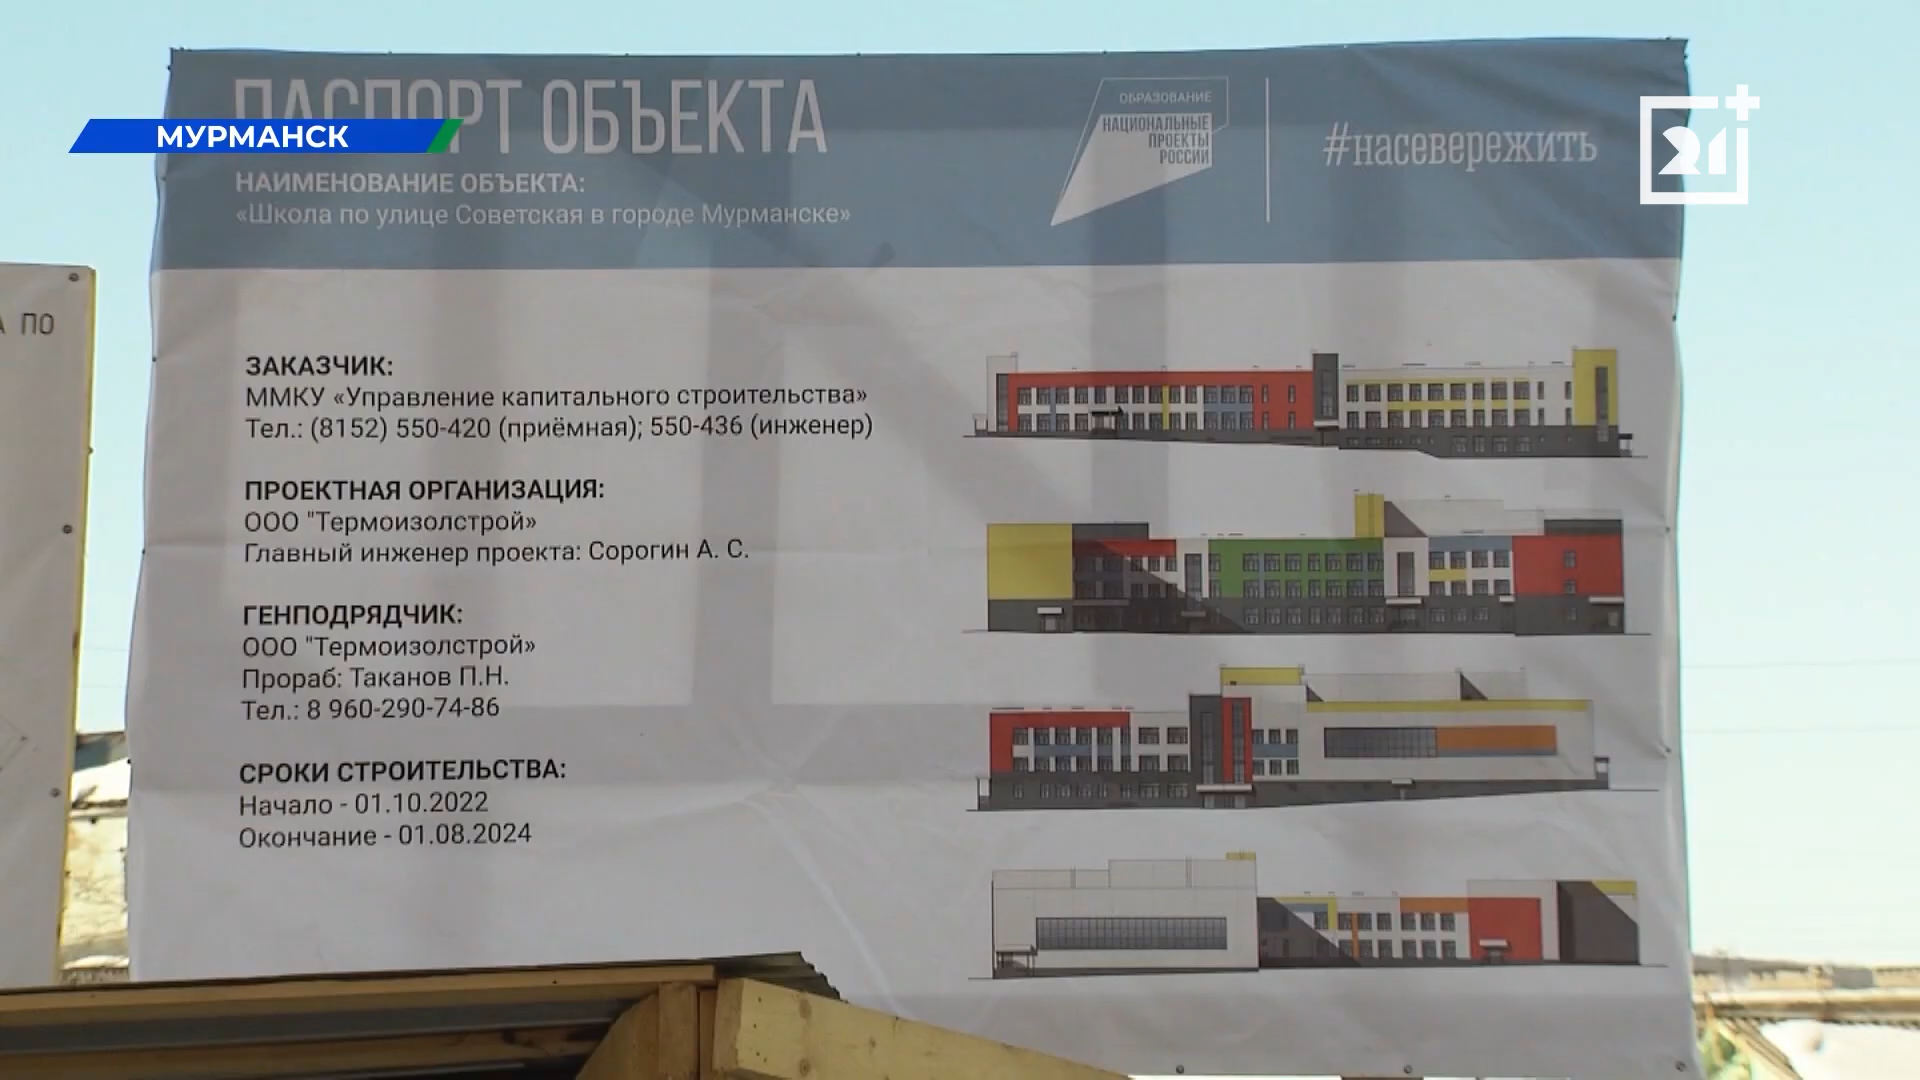 ПАСПОРТ ОБЪЕКТА
МУРМАНСК
НАИМЕНОВАНИЕ ОБЪЕКТА:
«Школа по улице Советская в городе Мурманске»
ОБРАЗОВАНИЕ
НАЦИОНАЛЬНЫЕ
ПРОЕКТЫ
РОССИИ
#насевережить
21+
А ПО
ЗАКАЗЧИК:
ММКУ «Управление капитального строительства»
Тел.: (8152) 550-420 (приёмная); 550-436 (инженер)
ПРОЕКТНАЯ ОРГАНИЗАЦИЯ:
ООО "Термоизолстрой»
Главный инженер проекта: Сорогин А. С.
ГЕНПОДРЯДЧИК:
ООО "Термоизолстрой»
Прораб: Таканов П.Н.
Тел.: 8 960-290-74-86
СРОКИ СТРОИТЕЛЬСТВА:
Начало - 01.10.2022
Окончание - 01.08.2024